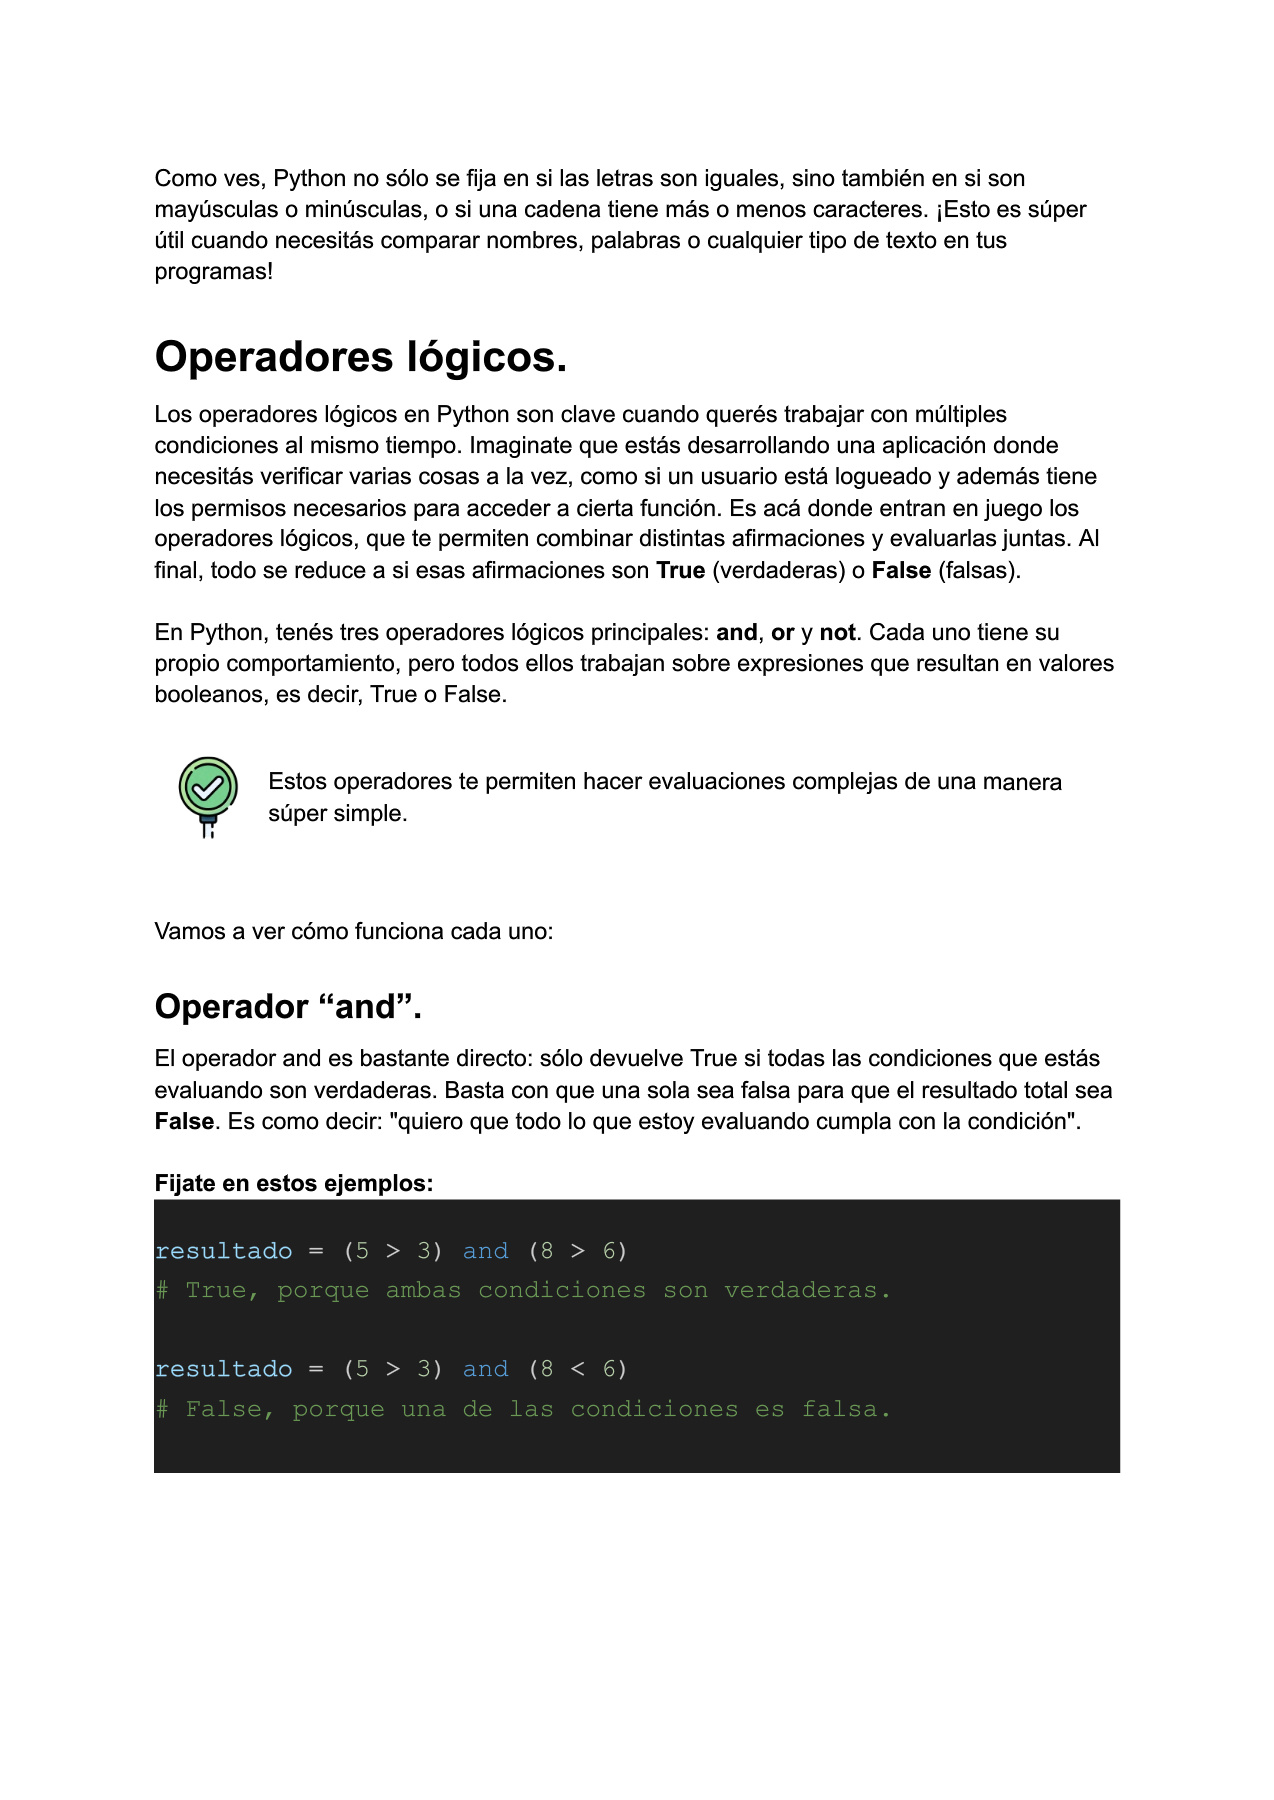 Como ves, Python no sólo se fija en si las letras son iguales, sino también en si son
mayúsculas o minúsculas, o si una cadena tiene más o menos caracteres. ¡Esto es súper
útil cuando necesitás comparar nombres, palabras o cualquier tipo de texto en tus
programas!
Operadores lógicos.
Los operadores lógicos en Python son clave cuando querés trabajar con múltiples
condiciones al mismo tiempo. Imaginate que estás desarrollando una aplicación donde
necesitás verificar varias cosas a la vez, como si un usuario está logueado y además tiene
los permisos necesarios para acceder a cierta función. Es acá donde entran en juego los
operadores lógicos, que te permiten combinar distintas afirmaciones y evaluarlas juntas. Al
final, todo se reduce a si esas afirmaciones son True (verdaderas) o False (falsas).
En Python, tenés tres operadores lógicos principales: and, or y not. Cada uno tiene su
propio comportamiento, pero todos ellos trabajan sobre expresiones que resultan en valores
booleanos, es decir, True o False.
Estos operadores te permiten hacer evaluaciones complejas de una manera
súper simple.
Vamos a ver cómo funciona cada uno:
Operador “and”.
El operador and es bastante directo: sólo devuelve True si todas las condiciones que estás
evaluando son verdaderas. Basta con que una sola sea falsa para que el resultado total sea
False. Es como decir: "quiero que todo lo que estoy evaluando cumpla con la condición".
Fijate en estos ejemplos:
resultado = (5 > 3) and (8 > 6)
# True, porque ambas condiciones son verdaderas.
resultado = (5 > 3) and (8 < 6)
# False, porque una de las condiciones es falsa.